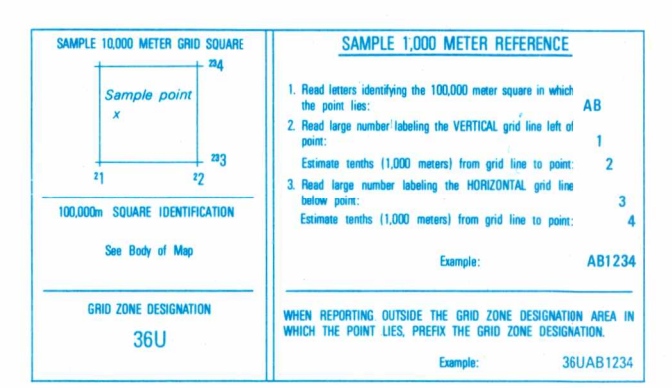 SAMPLE 10,000 METER GRID SQUARE
234
Sample point
x
233
21
22
100,000m SQUARE IDENTIFICATION
See Body of Map
GRID ZONE DESIGNATION
36U
SAMPLE 1,000 METER REFERENCE
1. Read letters identifying the 100,000 meter square in which
the point lies: AB
2. Read large number labeling the VERTICAL grid line left of
point: 1
Estimate tenths (1,000 meters) from grid line to point: 2
3. Read large number labeling the HORIZONTAL grid line
below point: 3
Estimate tenths (1,000 meters) from grid line to point: 4
Example: AB1234
WHEN REPORTING OUTSIDE THE GRID ZONE DESIGNATION AREA IN
WHICH THE POINT LIES, PREFIX THE GRID ZONE DESIGNATION.
Example: 36UAB1234